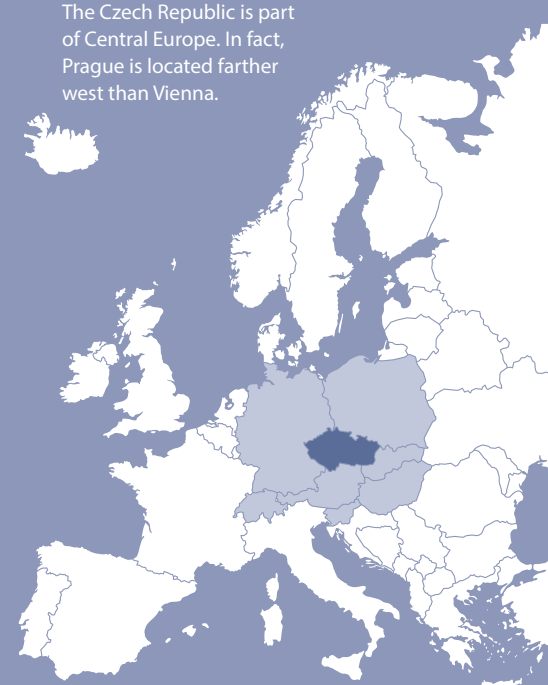 The Czech Republic is part
of Central Europe. In fact,
Prague is located farther
west than Vienna.